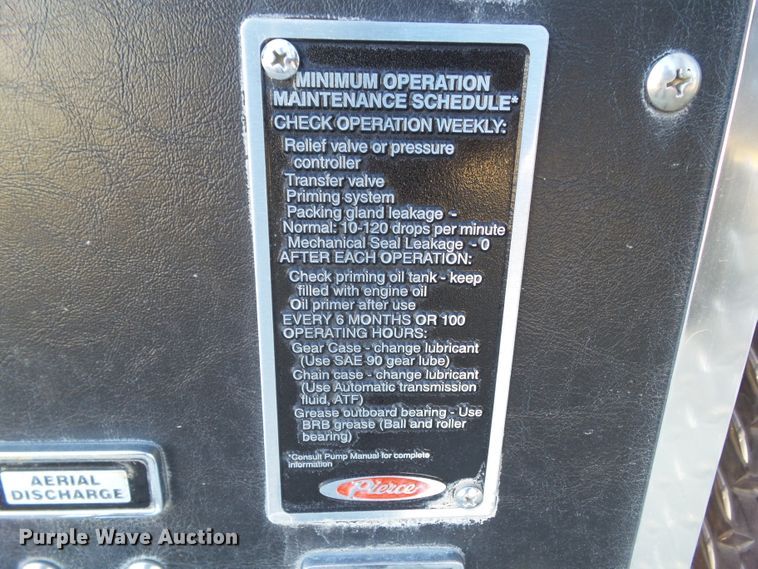 MINIMUM OPERATION
MAINTENANCE SCHEDULE*
CHECK OPERATION WEEKLY:
Relief valve or pressure
controller
Transfer valve
Priming system
Packing gland leakage -
Normal: 10-120 drops per minute
Mechanical Seal Leakage - 0
AFTER EACH OPERATION:
Check priming oil tank - keep
filled with engine oil
Oil primer after use
EVERY 6 MONTHS OR 100
OPERATING HOURS:
Gear Case - change lubricant
(Use SAE 90 gear lube)
Chain case - change lubricant
(Use Automatic transmission
fluid, ATF)
Grease outboard bearing - Use
BRB grease (Ball and roller
bearing)
*Consult Pump Manual for complete
information
Pierce
AERIAL
DISCHARGE
Purple Wave Auction